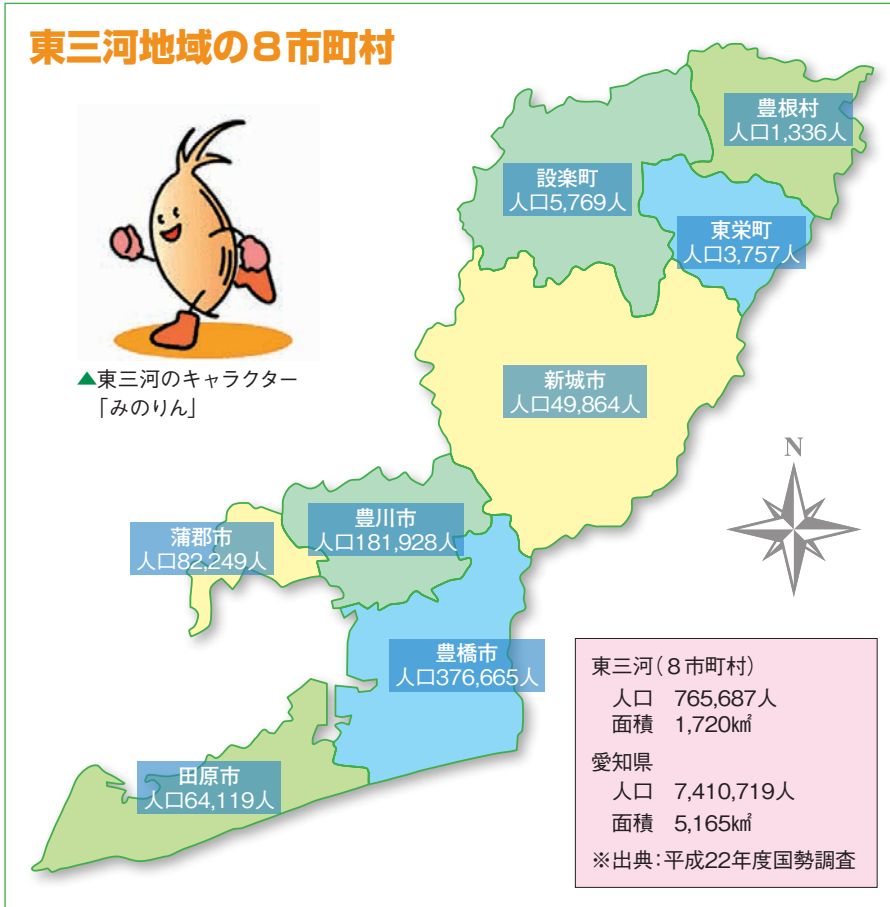 東三河地域の8市町村
豊根村
人口1,336人
設楽町
人口5,769人
東栄町
人口3,757人
▲東三河のキャラクター
「みのりん」
新城市
人口49,864人
N
豊川市
人口181,928人
蒲郡市
人口82,249人
豊橋市
人口376,665人
田原市
人口64,119人
東三河(8市町村)
人口 765,687人
面積 1,720㎢
愛知県
人口 7,410,719人
面積 5,165㎢
※出典:平成22年度国勢調査